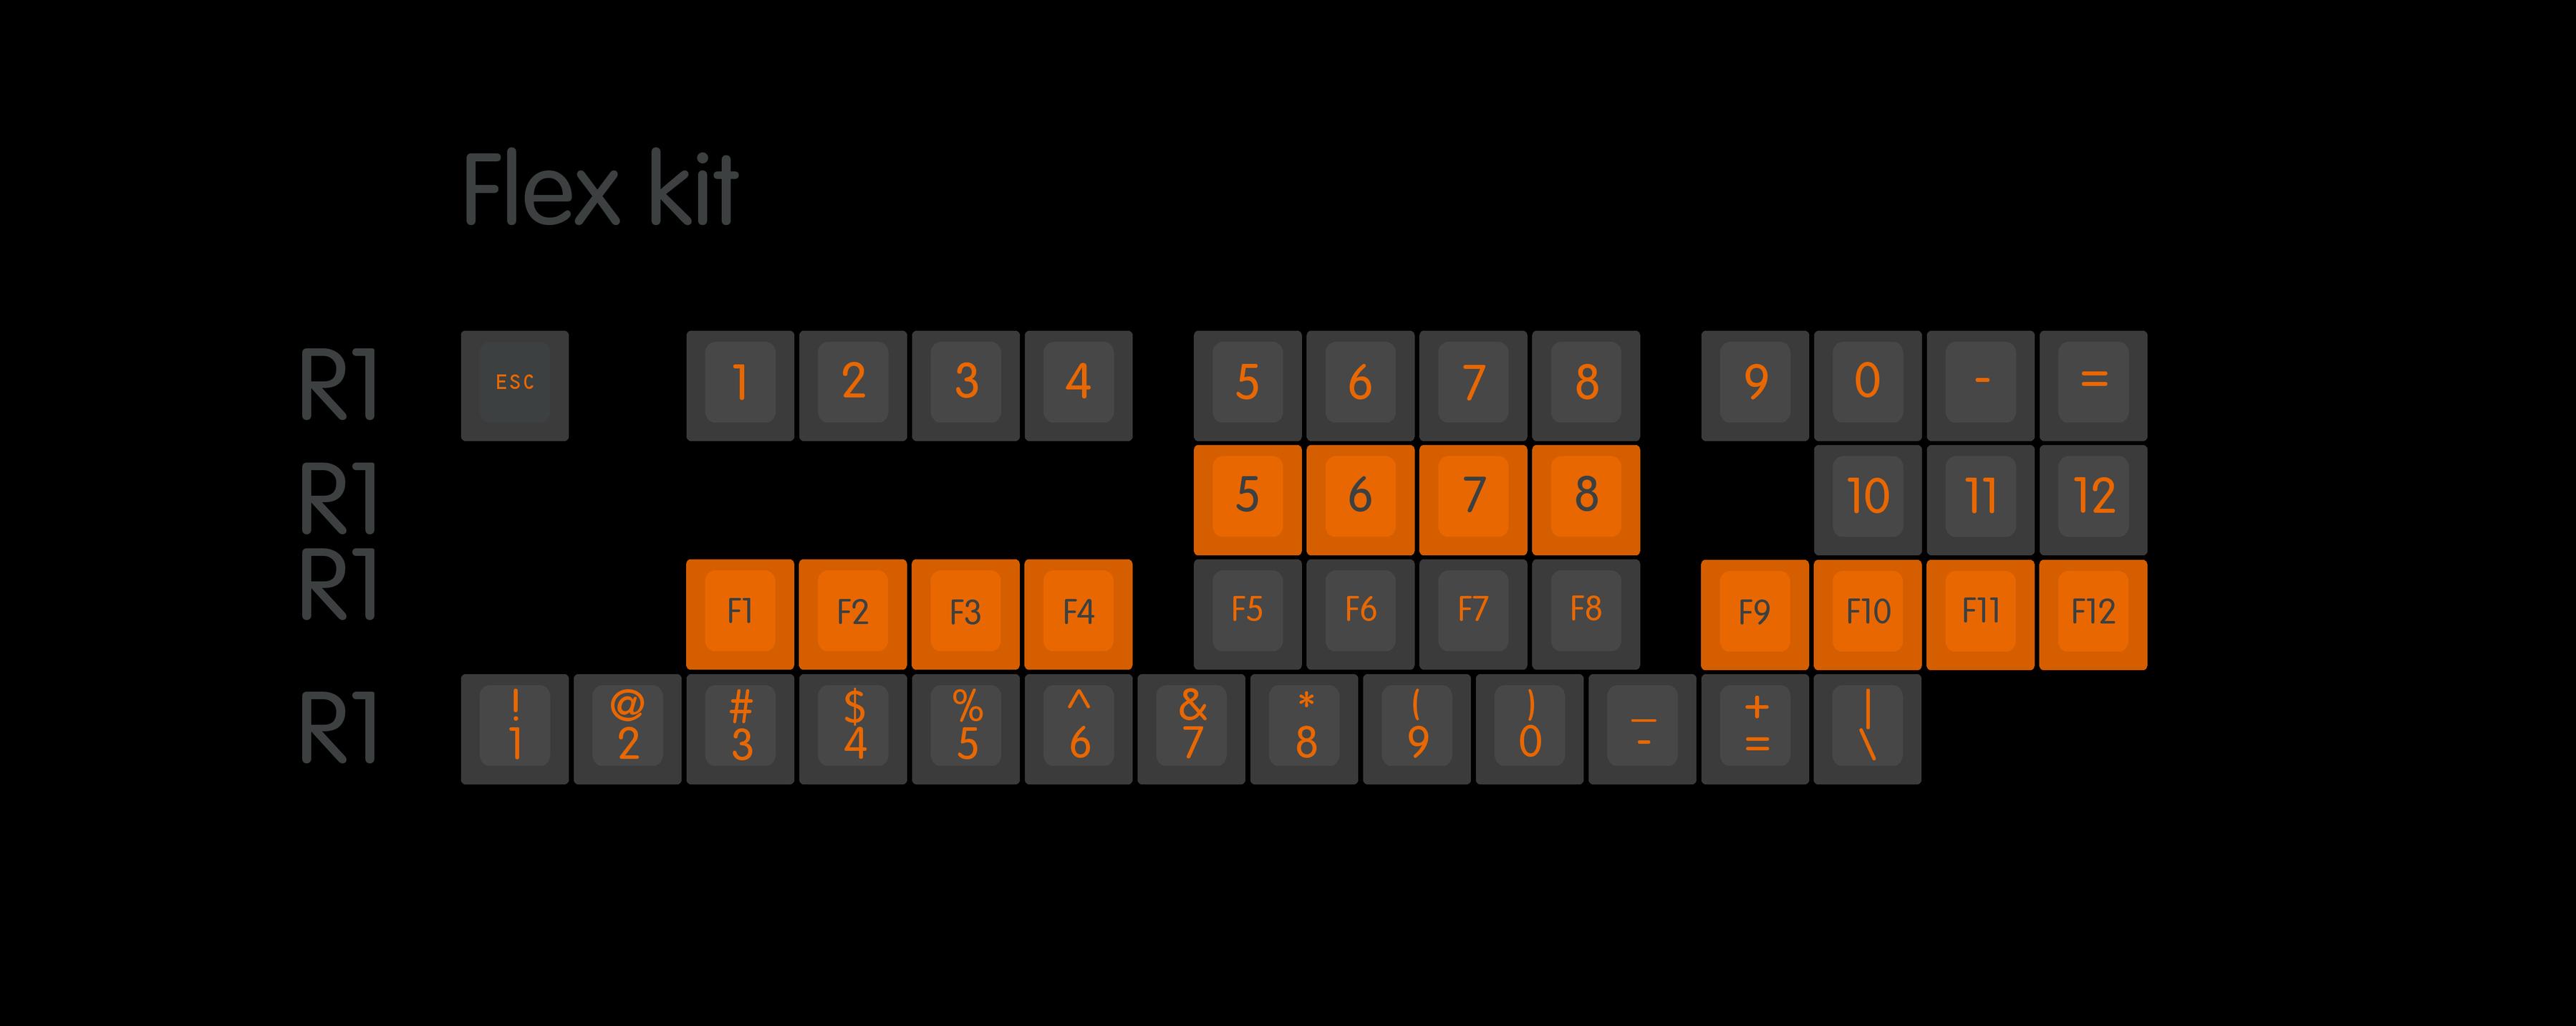 Flex kit
R1 ESC 1 2 3 4 5 6 7 8 9 0 - =
R1 5 6 7 8 10 11 12
R1 F1 F2 F3 F4 F5 F6 F7 F8 F9 F10 F11 F12
! @ # $ % ^ & * ( ) _ + |
R1 1 2 3 4 5 6 7 8 9 0 - = \